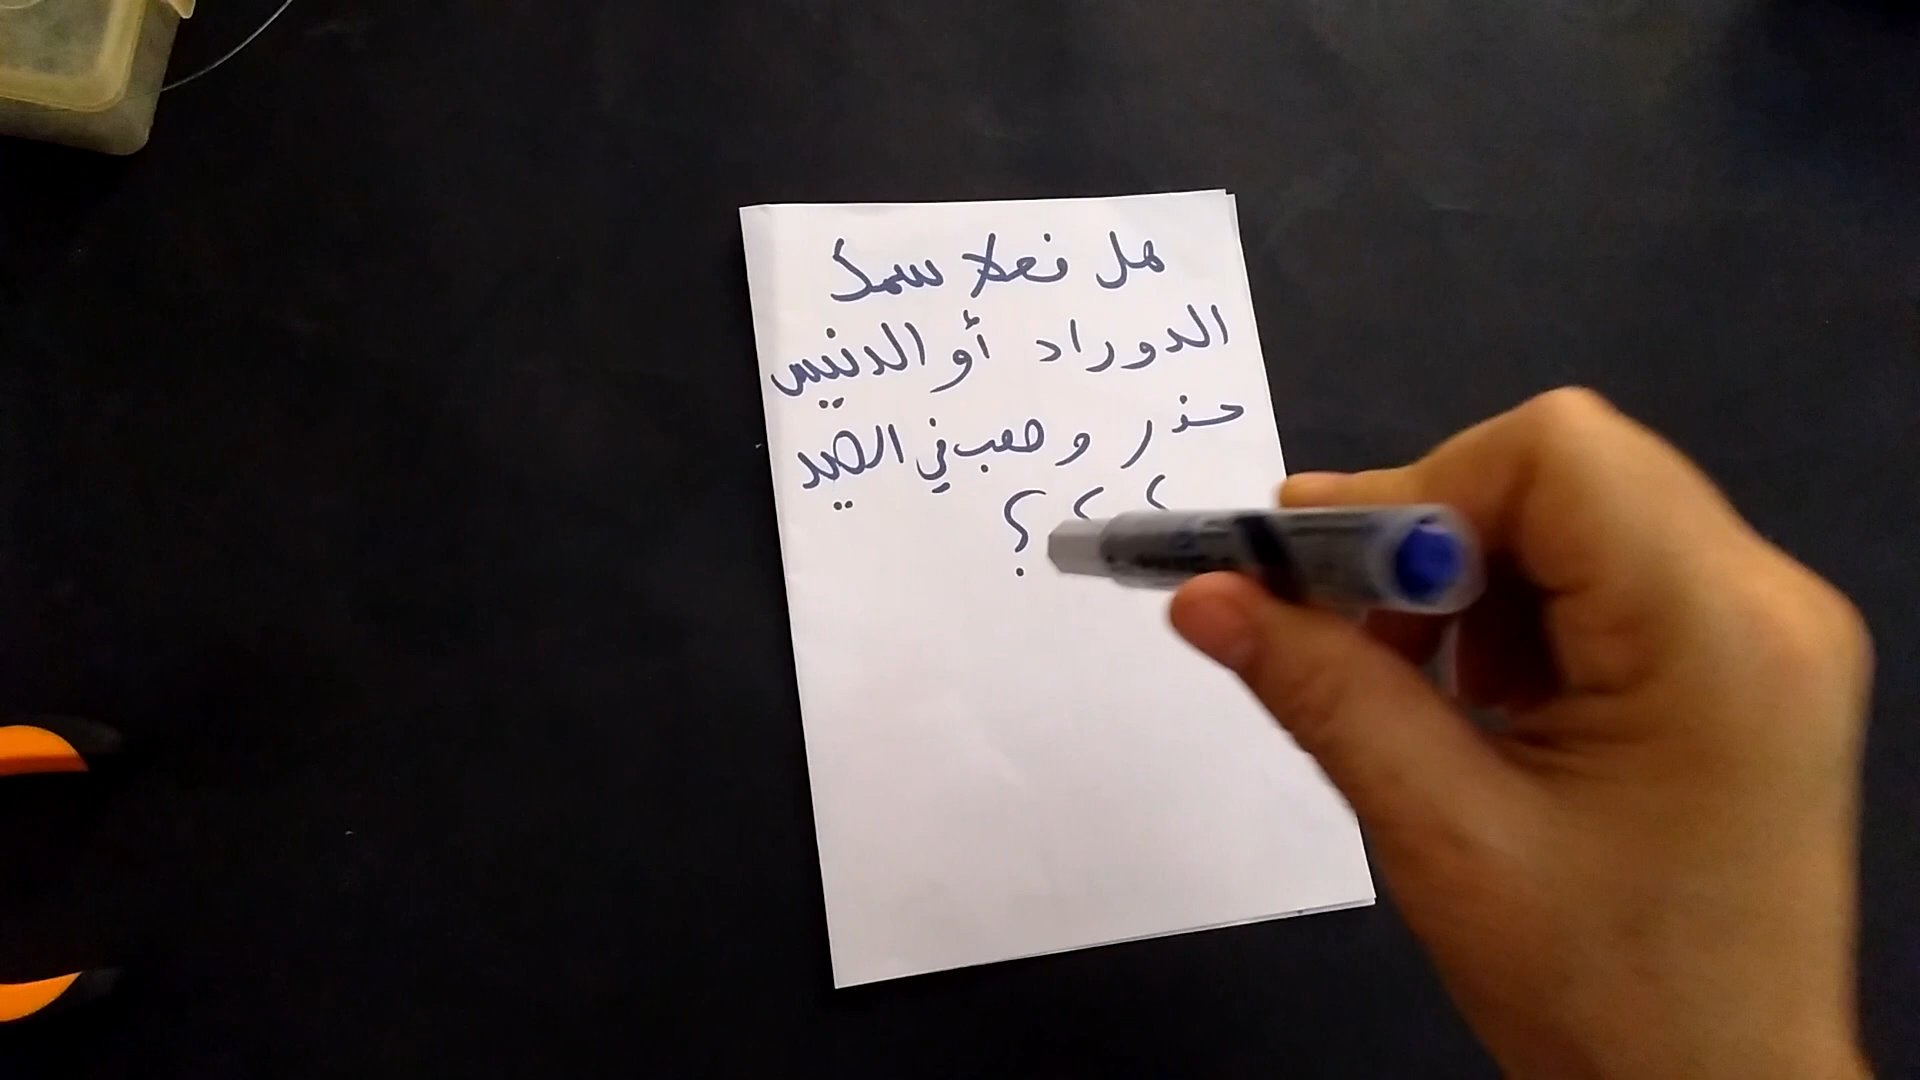 هل فعلا سمك
الدوراد أو الدنيس
حذر وصعب في الصيد
؟ ؟ ؟